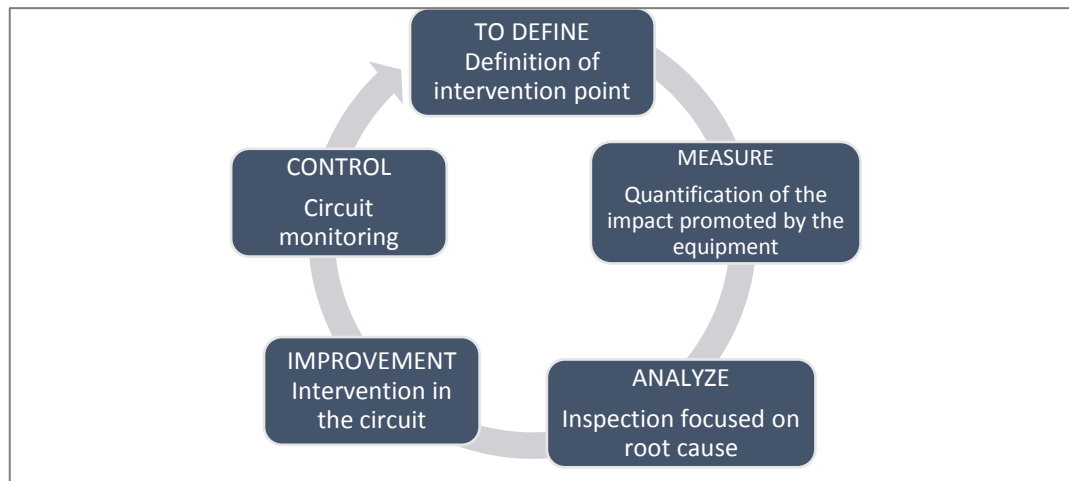 TO DEFINE
Definition of
intervention point
MEASURE
Quantification of the
impact promoted by the
equipment
ANALYZE
Inspection focused on
root cause
IMPROVEMENT
Intervention in
the circuit
CONTROL
Circuit
monitoring